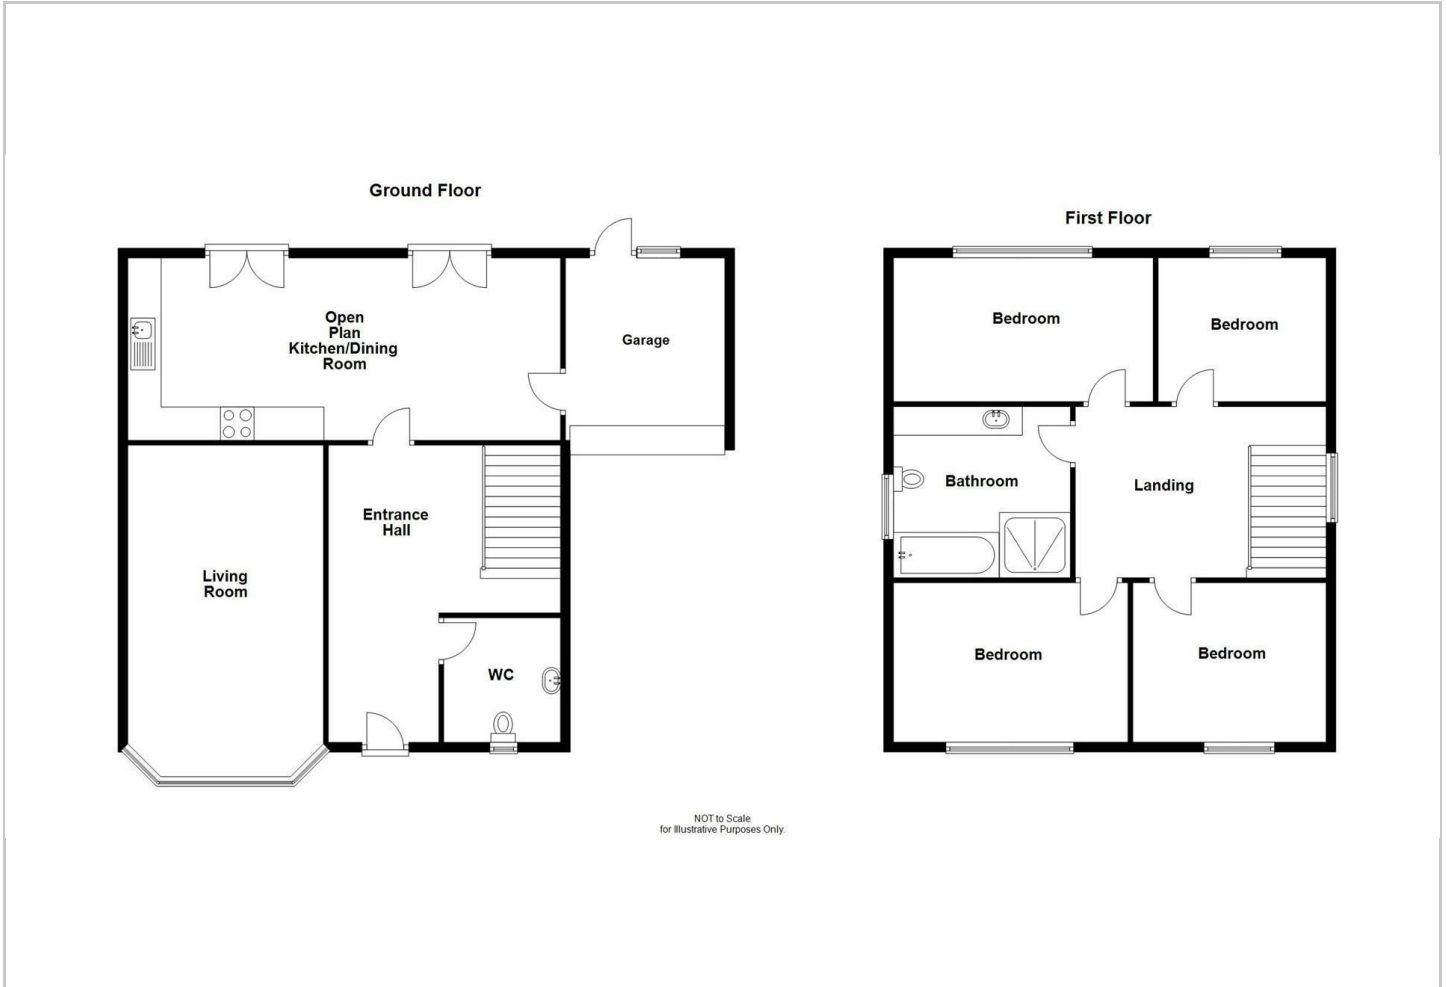 Ground Floor
Open
Plan
Kitchen/Dining
Room
Garage
Entrance
Hall
Living
Room
WC
First Floor
Bedroom
Bedroom
Bathroom
Landing
Bedroom
Bedroom
NOT to Scale
for Illustrative Purposes Only.